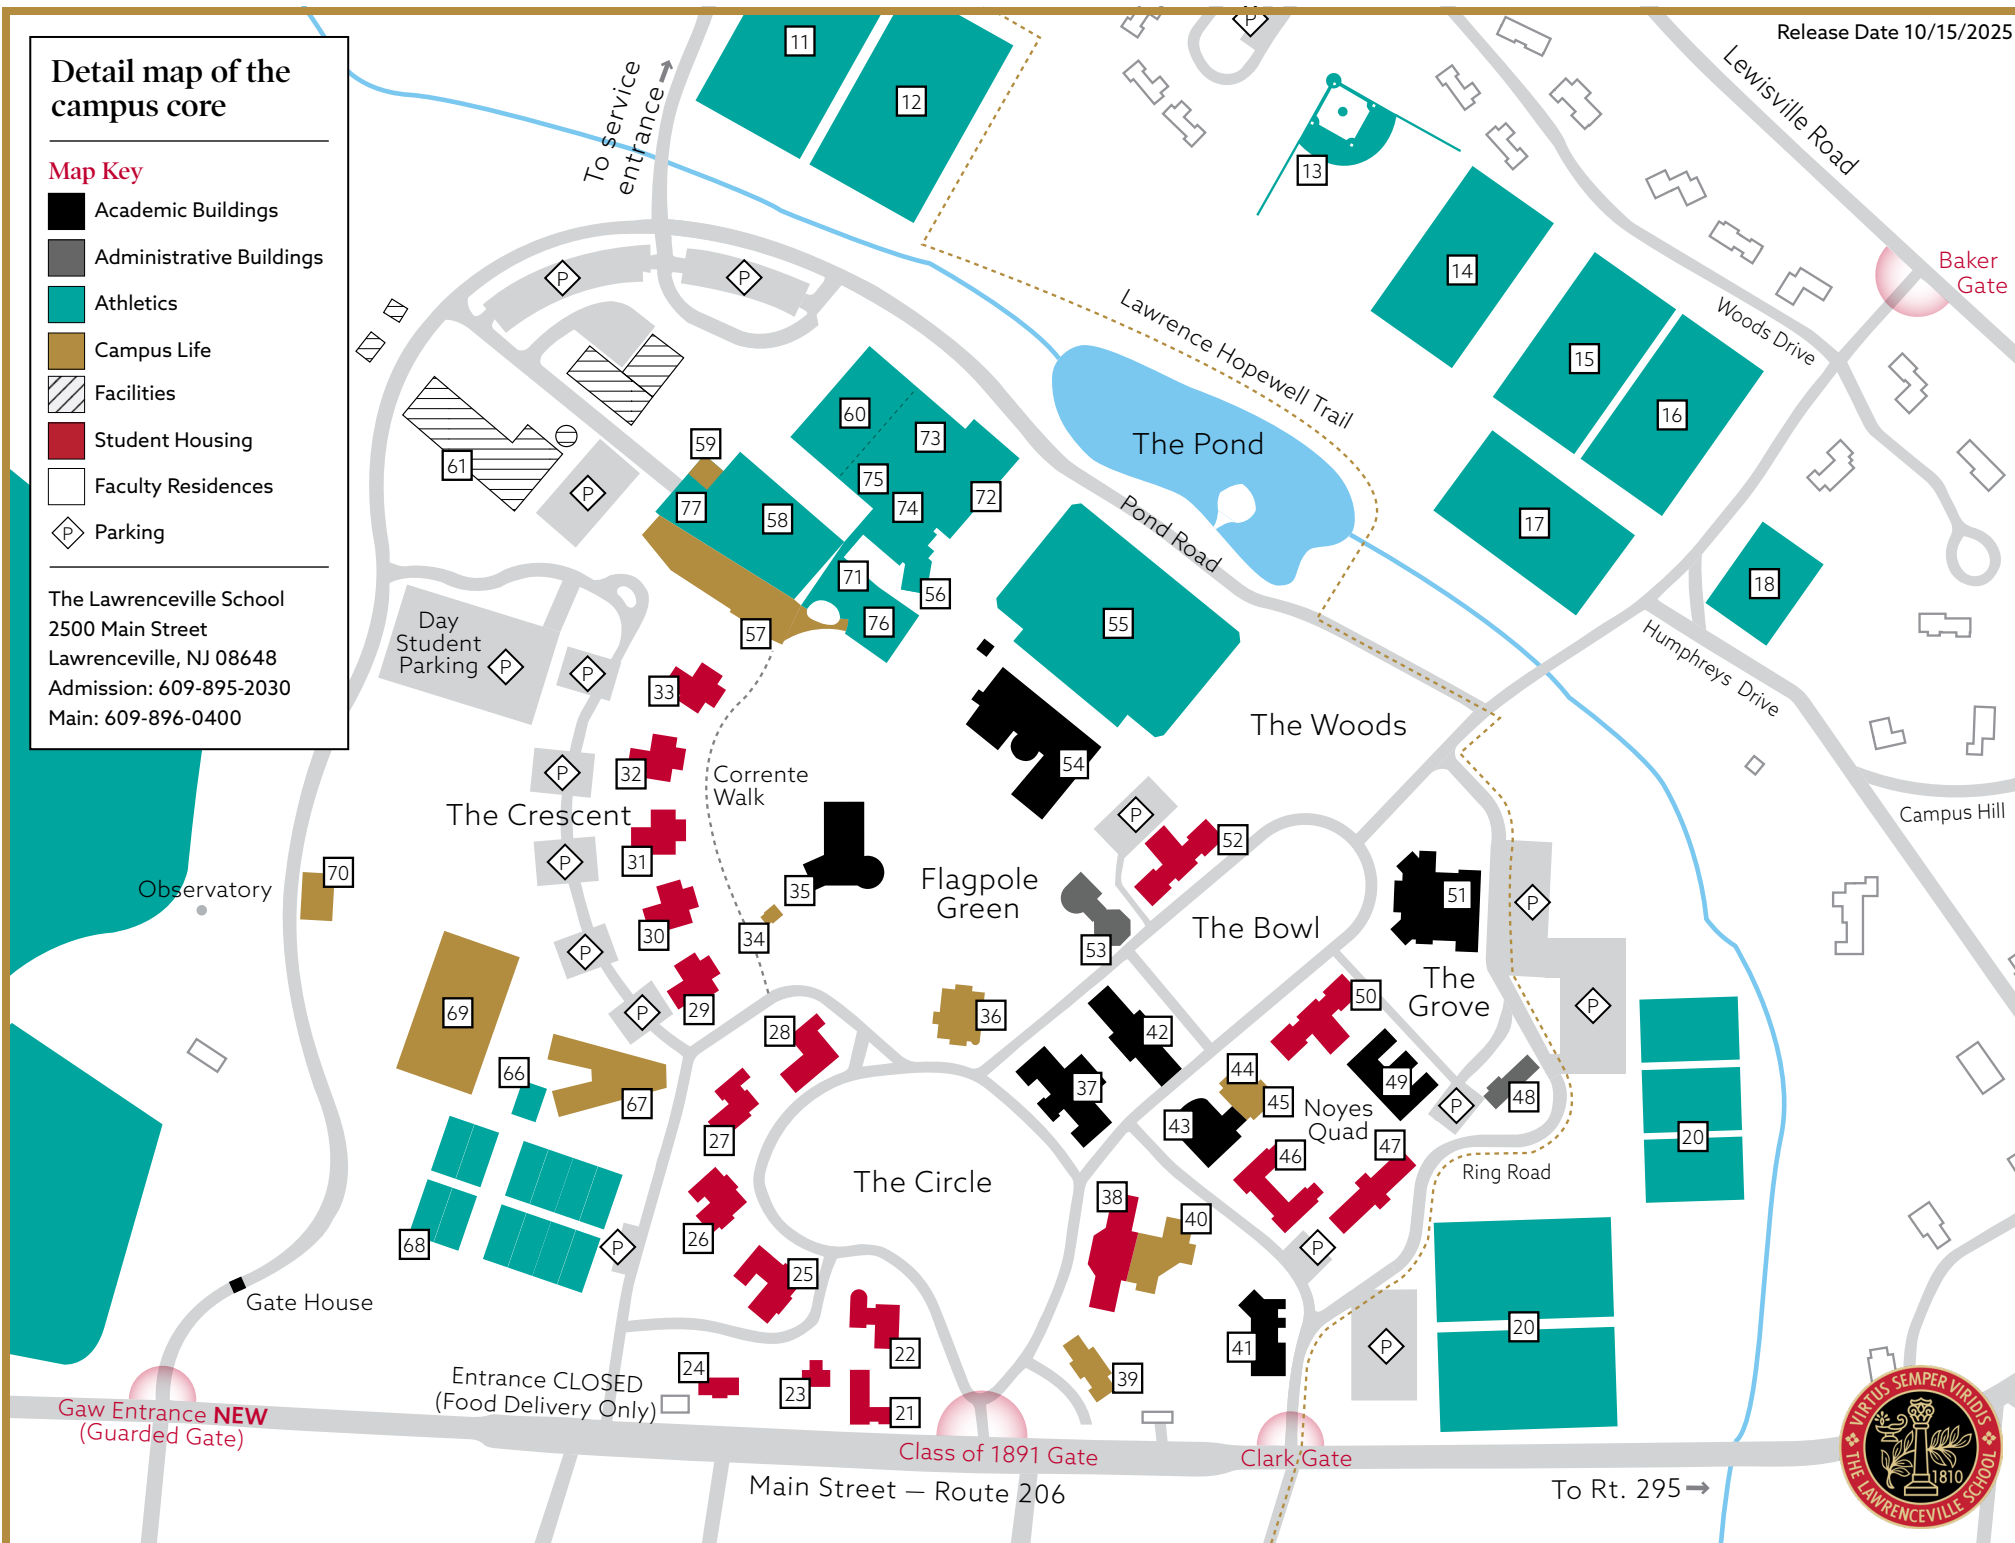 Release Date 10/15/2025
Detail map of the
campus core
Map Key
Academic Buildings
Administrative Buildings
Athletics
Campus Life
Facilities
Student Housing
Faculty Residences
P Parking
The Lawrenceville School
2500 Main Street
Lawrenceville, NJ 08648
Admission: 609-895-2030
Main: 609-896-0400
To service
entrance
11
12
P
13
Lewisville Road
Baker
Gate
14
15
16
17
18
Woods Drive
Humphreys Drive
Campus Hill
Lawrence Hopewell Trail
The Pond
Pond Road
P
P
61
P
59
77
58
60
73
75
74
72
71
56
76
57
55
Day
Student
Parking
P
P
33
32
31
30
29
P
P
P
P
The Crescent
Corrente
Walk
35
34
54
The Woods
P
52
Flagpole
Green
53
The Bowl
51
P
The
Grove
P
Observatory
70
69
66
67
68
P
28
27
26
25
36
37
42
50
44
45
43
49
48
P
Noyes
Quad
46
47
Ring Road
20
20
The Circle
38
40
P
41
P
39
22
24
23
21
Gate House
Entrance CLOSED
(Food Delivery Only)
Gaw Entrance NEW
(Guarded Gate)
Class of 1891 Gate
Clark Gate
Main Street — Route 206
To Rt. 295
VIRTUS SEMPER VIRIDIS
1810
THE LAWRENCEVILLE SCHOOL